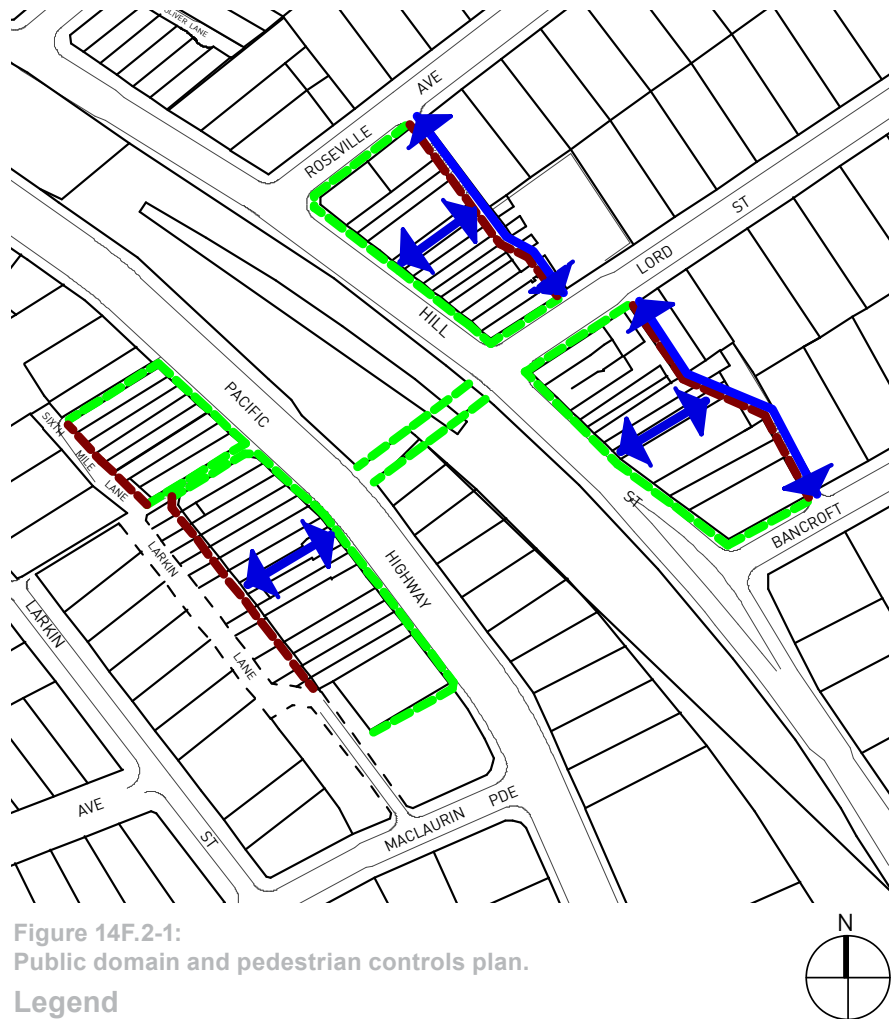 OLIVER LANE
ROSEVILLE AVE
LORD ST
HILL ST
PACIFIC HIGHWAY
SIXTH MILE LANE
LARKIN LANE
BANCROFT
LARKIN ST
AVE
MACLAURIN PDE
N
Figure 14F.2-1:
Public domain and pedestrian controls plan.
Legend